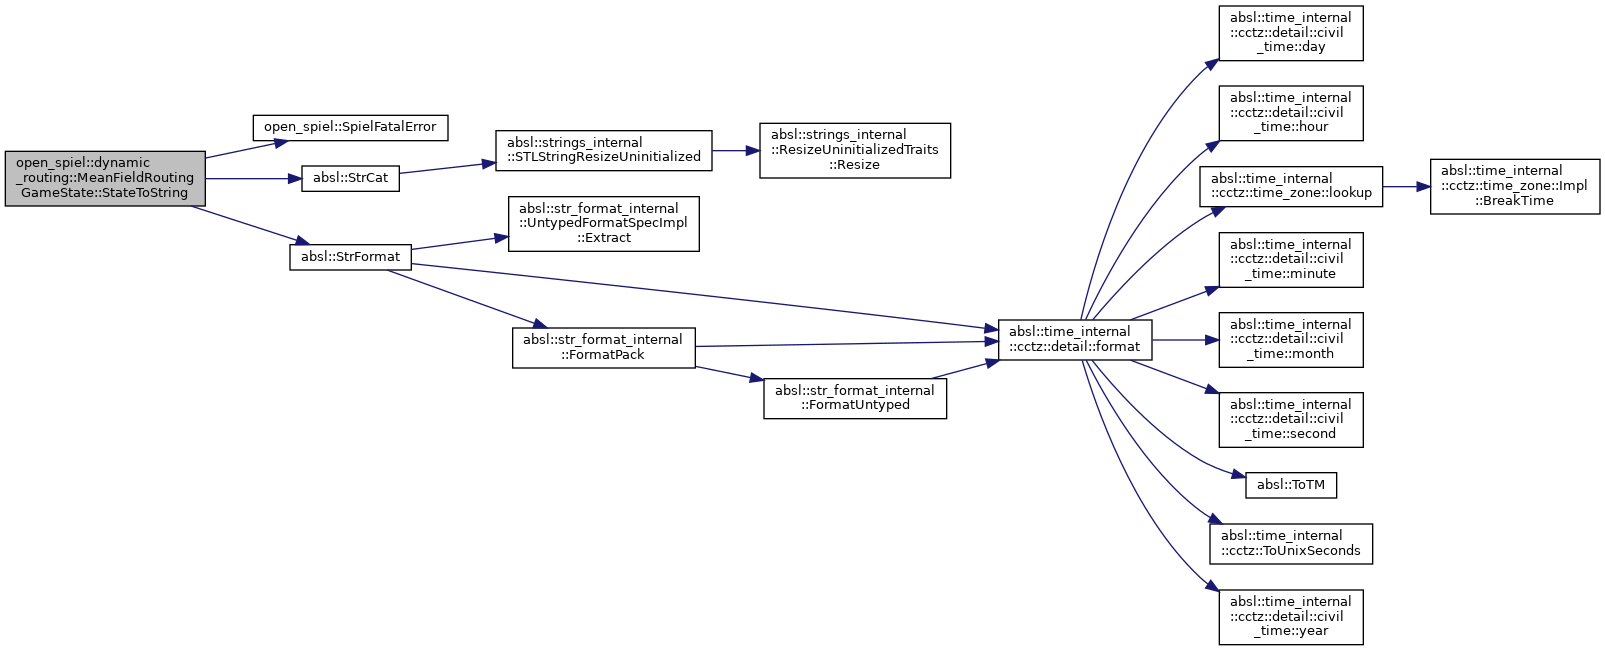 open_spiel::dynamic
_routing::MeanFieldRouting
GameState::StateToString
open_spiel::SpielFatalError
absl::StrCat
absl::StrFormat
absl::strings_internal
::STLStringResizeUninitialized
absl::strings_internal
::ResizeUninitializedTraits
::Resize
absl::str_format_internal
::UntypedFormatSpecImpl
::Extract
absl::str_format_internal
::FormatPack
absl::str_format_internal
::FormatUntyped
absl::time_internal
::cctz::detail::format
absl::time_internal
::cctz::detail::civil
_time::day
absl::time_internal
::cctz::detail::civil
_time::hour
absl::time_internal
::cctz::time_zone::lookup
absl::time_internal
::cctz::time_zone::Impl
::BreakTime
absl::time_internal
::cctz::detail::civil
_time::minute
absl::time_internal
::cctz::detail::civil
_time::month
absl::time_internal
::cctz::detail::civil
_time::second
absl::ToTM
absl::time_internal
::cctz::ToUnixSeconds
absl::time_internal
::cctz::detail::civil
_time::year